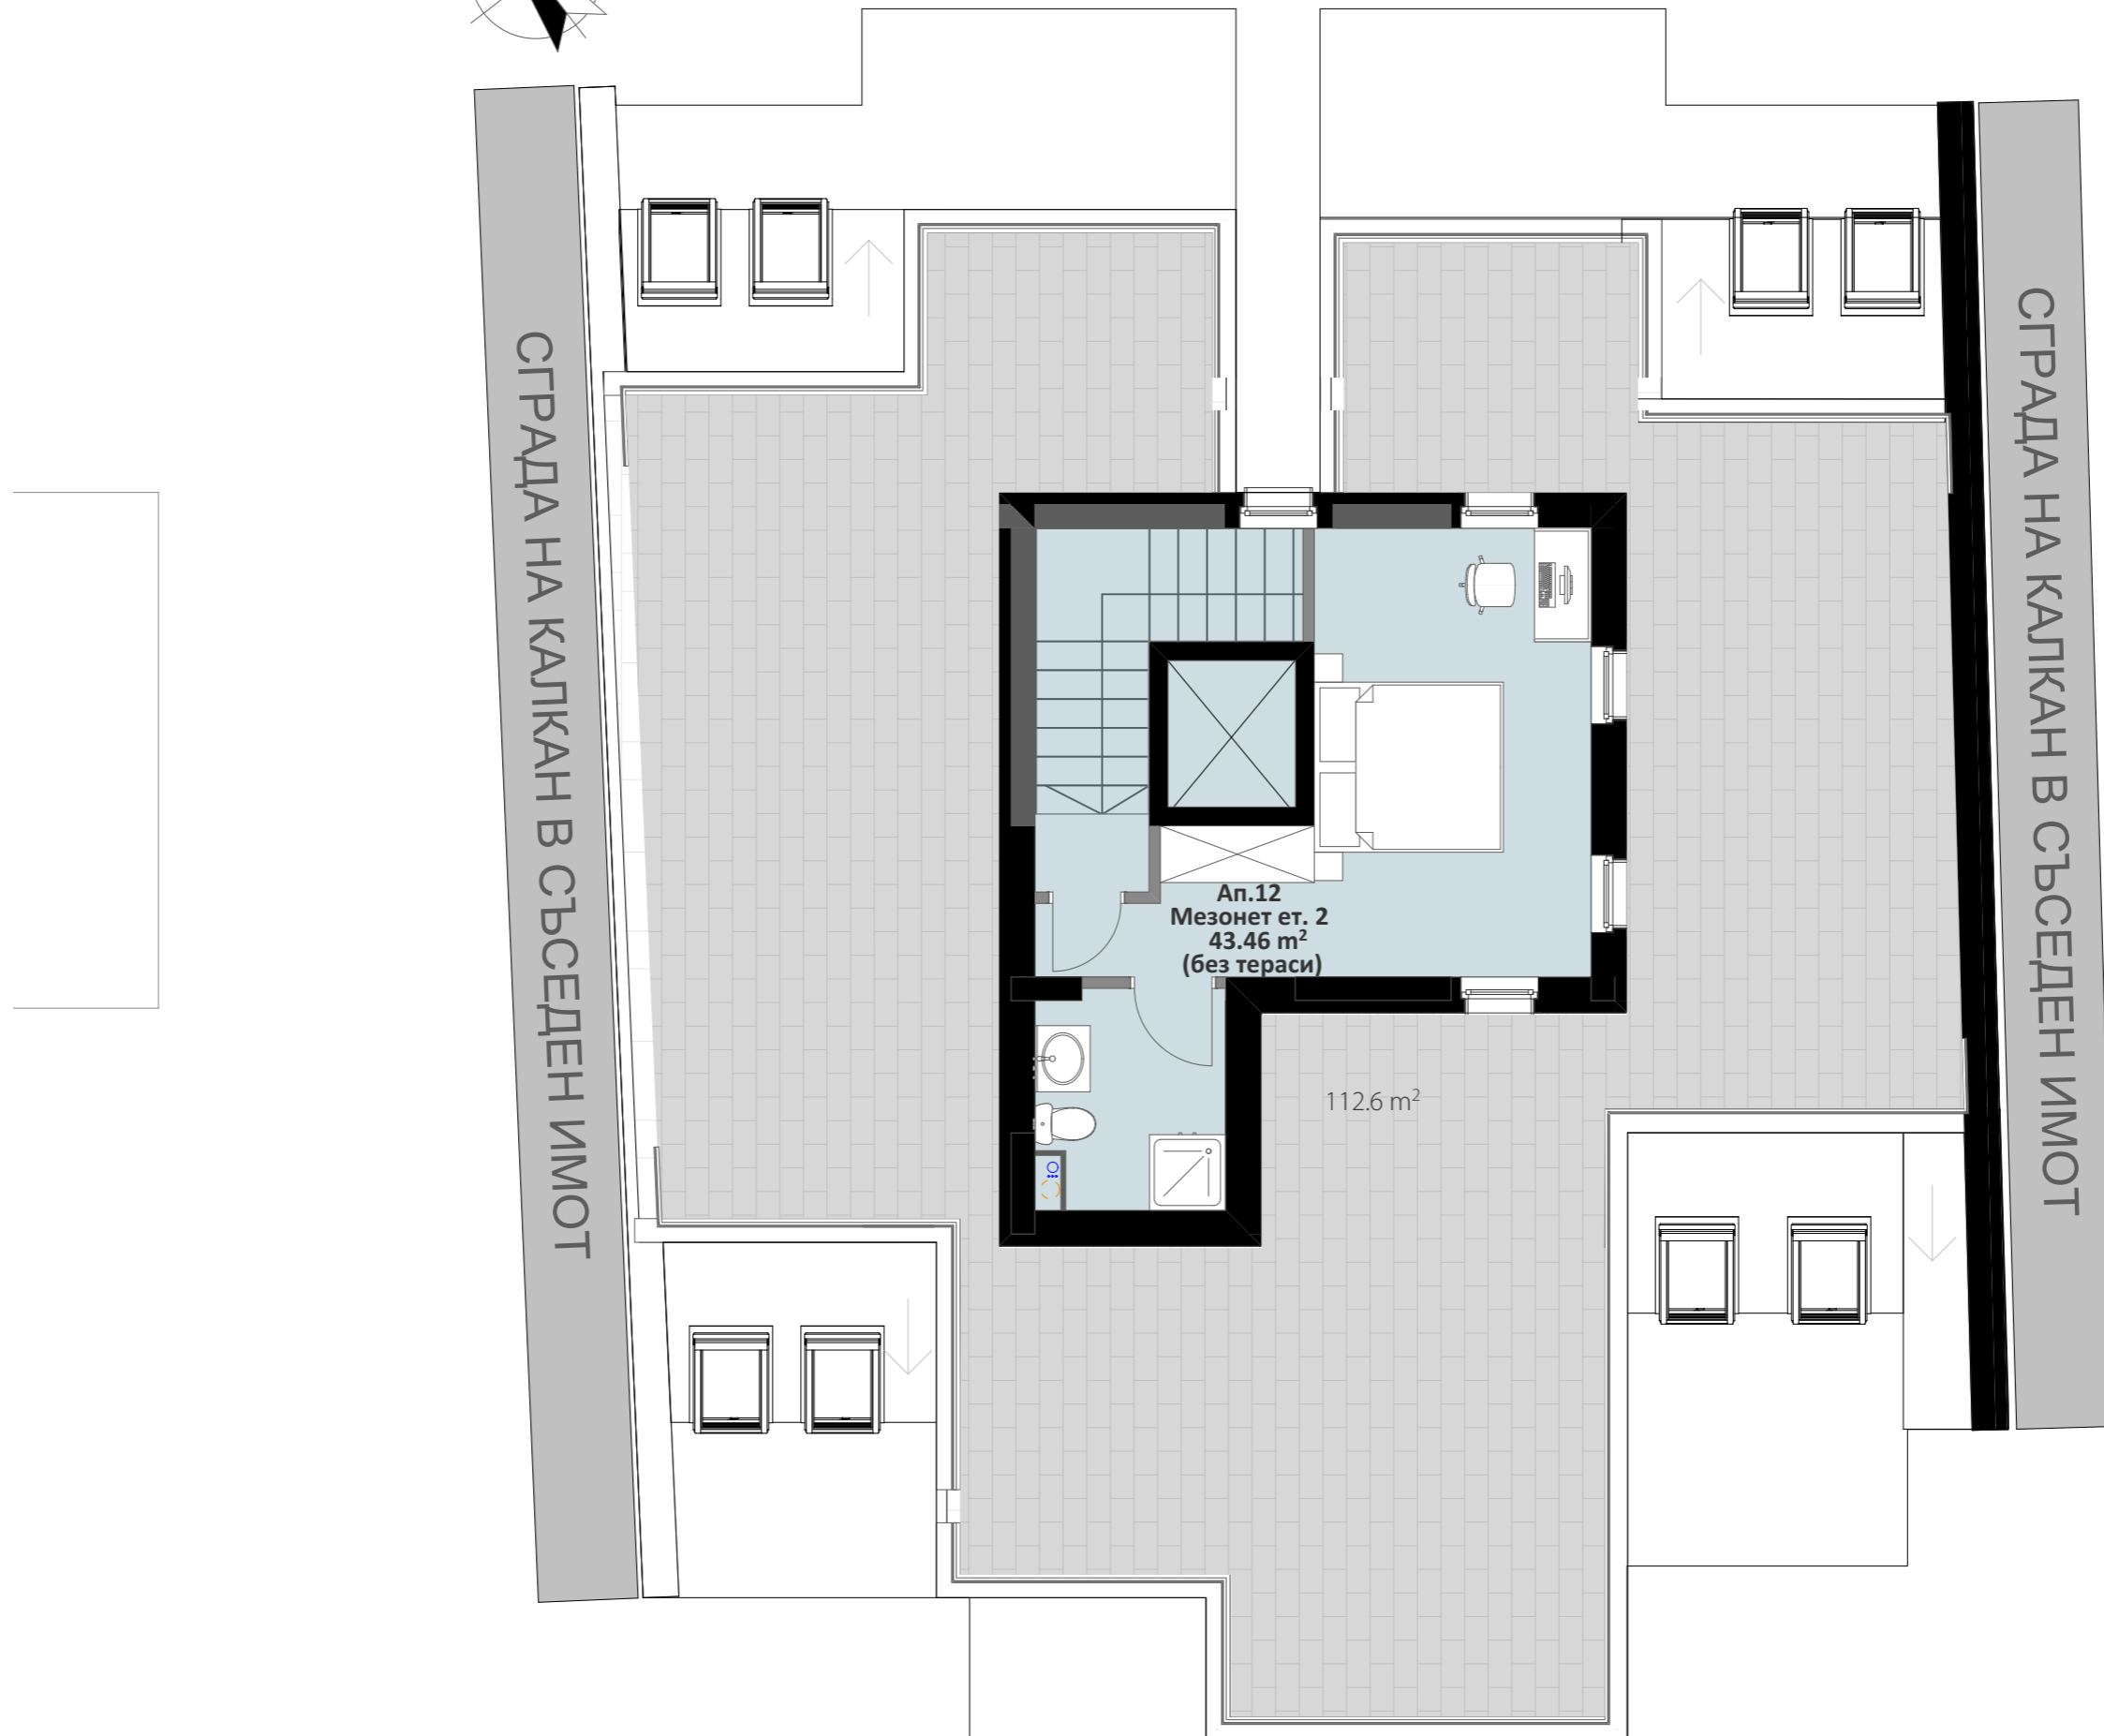 СГРАДА НА КАЛКАН В СЪСЕДЕН ИМОТ
Ап.12
Мезонет ет. 2
43.46 m²
(без тераси)
112.6 m²
СГРАДА НА КАЛКАН В СЪСЕДЕН ИМОТ